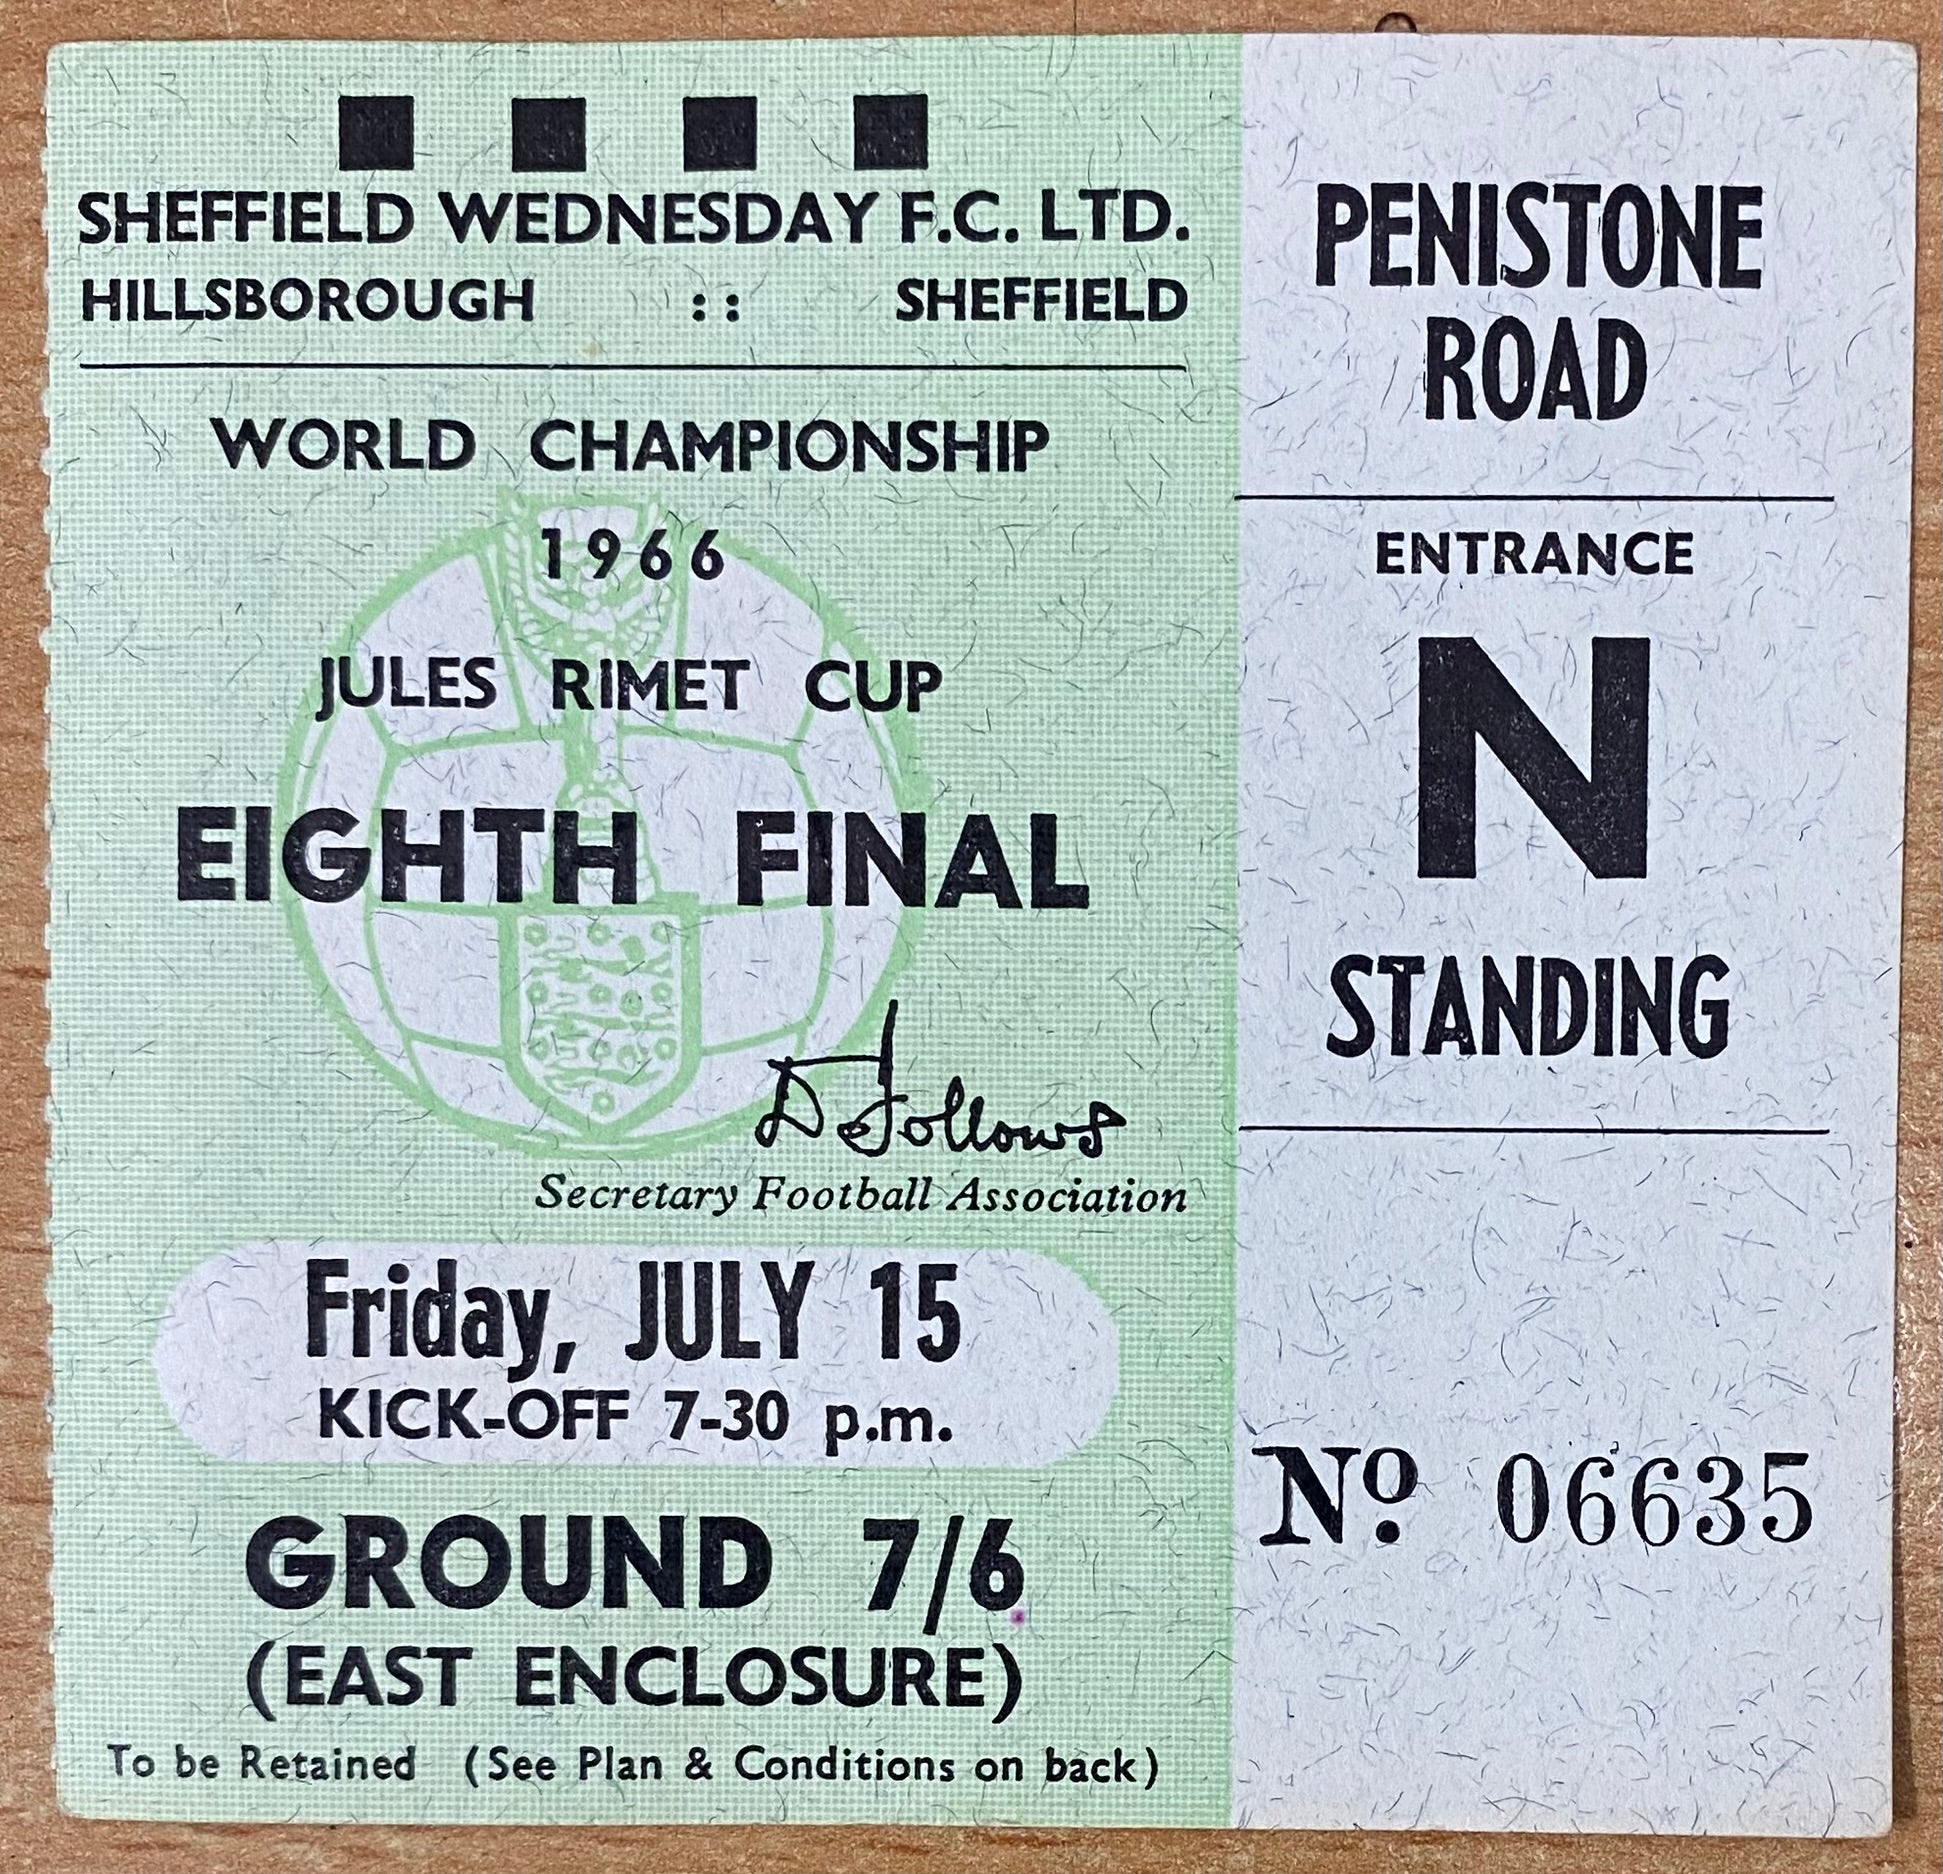 SHEFFIELD WEDNESDAY F.C. LTD.
HILLSBOROUGH :: SHEFFIELD
WORLD CHAMPIONSHIP
1966
JULES RIMET CUP
EIGHTH FINAL
D Follows
Secretary Football Association
Friday, JULY 15
KICK-OFF 7-30 p.m.
GROUND 7/6
(EAST ENCLOSURE)
To be Retained (See Plan & Conditions on back)
PENISTONE
ROAD
ENTRANCE
N
STANDING
Nº. 06635